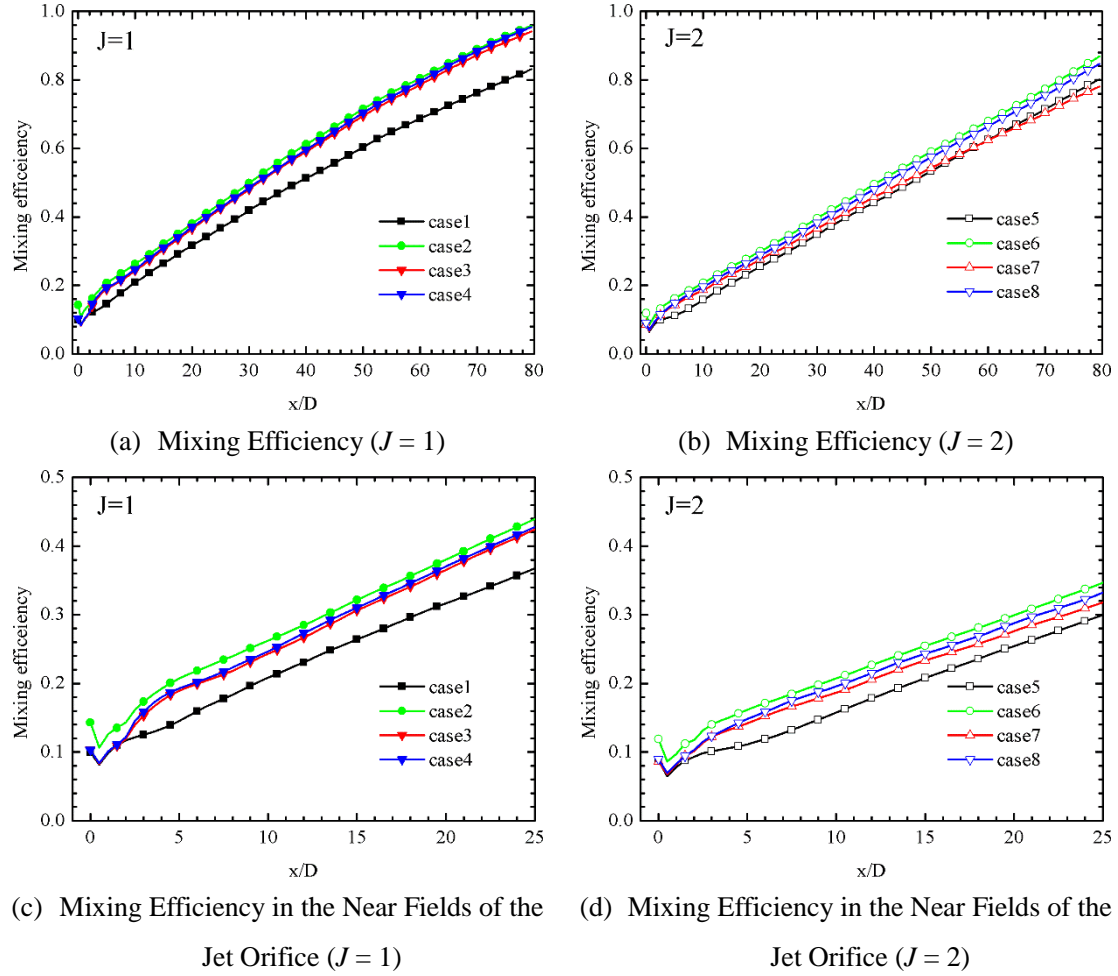 J=1
Mixing efficeiency
1.0
0.8
0.6
0.4
0.2
0.0
case1
case2
case3
case4
0 10 20 30 40 50 60 70 80
x/D
(a) Mixing Efficiency (J = 1)
J=2
Mixing efficeiency
1.0
0.8
0.6
0.4
0.2
0.0
case5
case6
case7
case8
0 10 20 30 40 50 60 70 80
x/D
(b) Mixing Efficiency (J = 2)
J=1
Mixing efficeiency
0.5
0.4
0.3
0.2
0.1
0.0
case1
case2
case3
case4
0 5 10 15 20 25
x/D
(c) Mixing Efficiency in the Near Fields of the
Jet Orifice (J = 1)
J=2
Mixing efficeiency
0.5
0.4
0.3
0.2
0.1
0.0
case5
case6
case7
case8
0 5 10 15 20 25
x/D
(d) Mixing Efficiency in the Near Fields of the
Jet Orifice (J = 2)